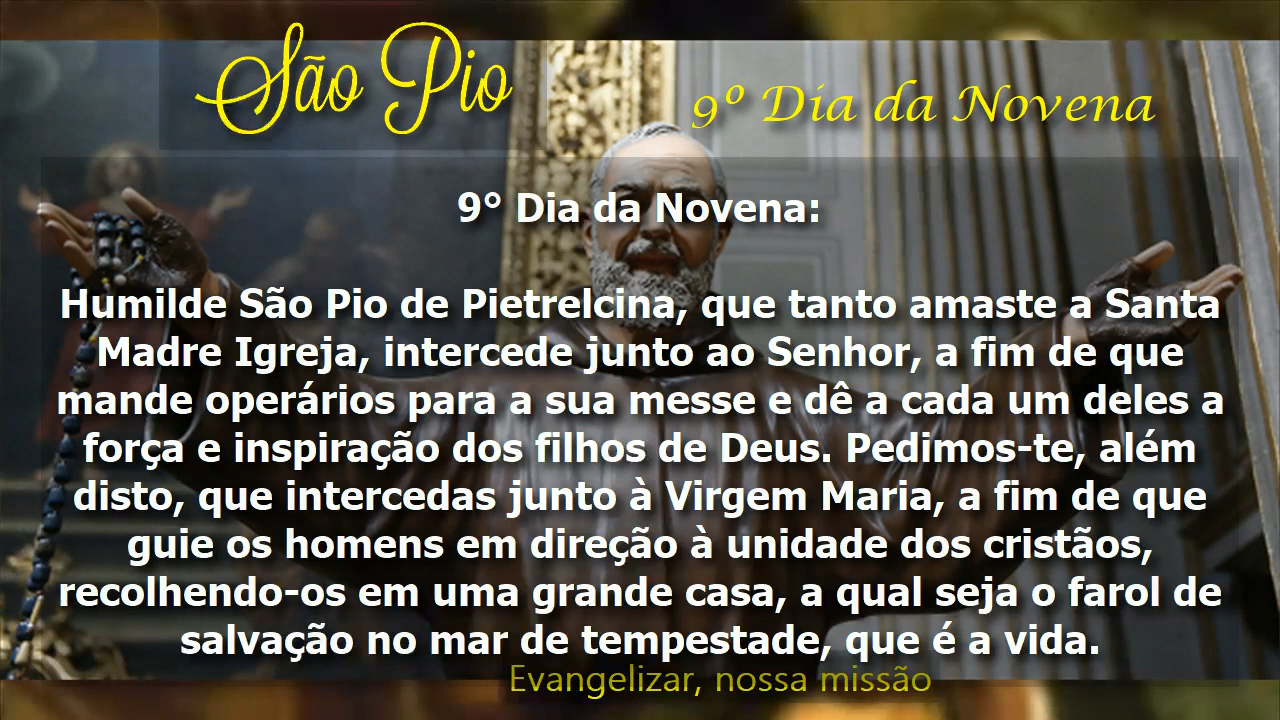 São Pio
9º Dia da Novena
9° Dia da Novena:
Humilde São Pio de Pietrelcina, que tanto amaste a Santa
Madre Igreja, intercede junto ao Senhor, a fim de que
mande operários para a sua messe e dê a cada um deles a
força e inspiração dos filhos de Deus. Pedimos-te, além
disto, que intercedas junto à Virgem Maria, a fim de que
guie os homens em direção à unidade dos cristãos,
recolhendo-os em uma grande casa, a qual seja o farol de
salvação no mar de tempestade, que é a vida.
Evangelizar, nossa missão